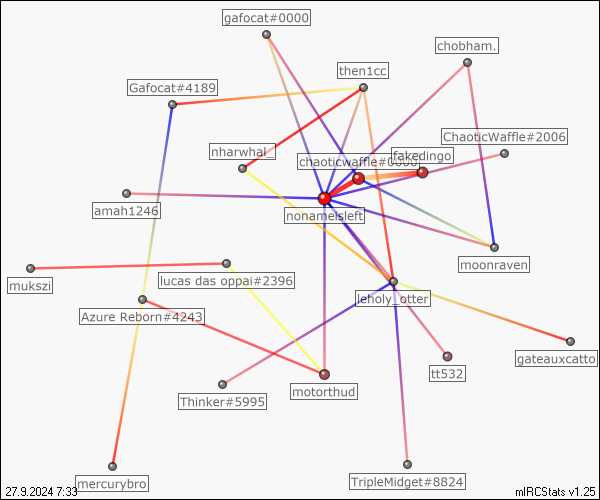 gafocat#0000
chobham.
then1cc
Gafocat#4189
ChaoticWaffle#2006
nharwhal_
chaoticwaffle#0000
fakedingo
amah1246
nonameisleft
moonraven
mukszi
lucas das oppai#2396
leholy_otter
Azure Reborn#4243
gateauxcatto
tt532
motorthud
Thinker#5995
mercurybro
TripleMidget#8824
27.9.2024 7:33
mIRCStats v1.25